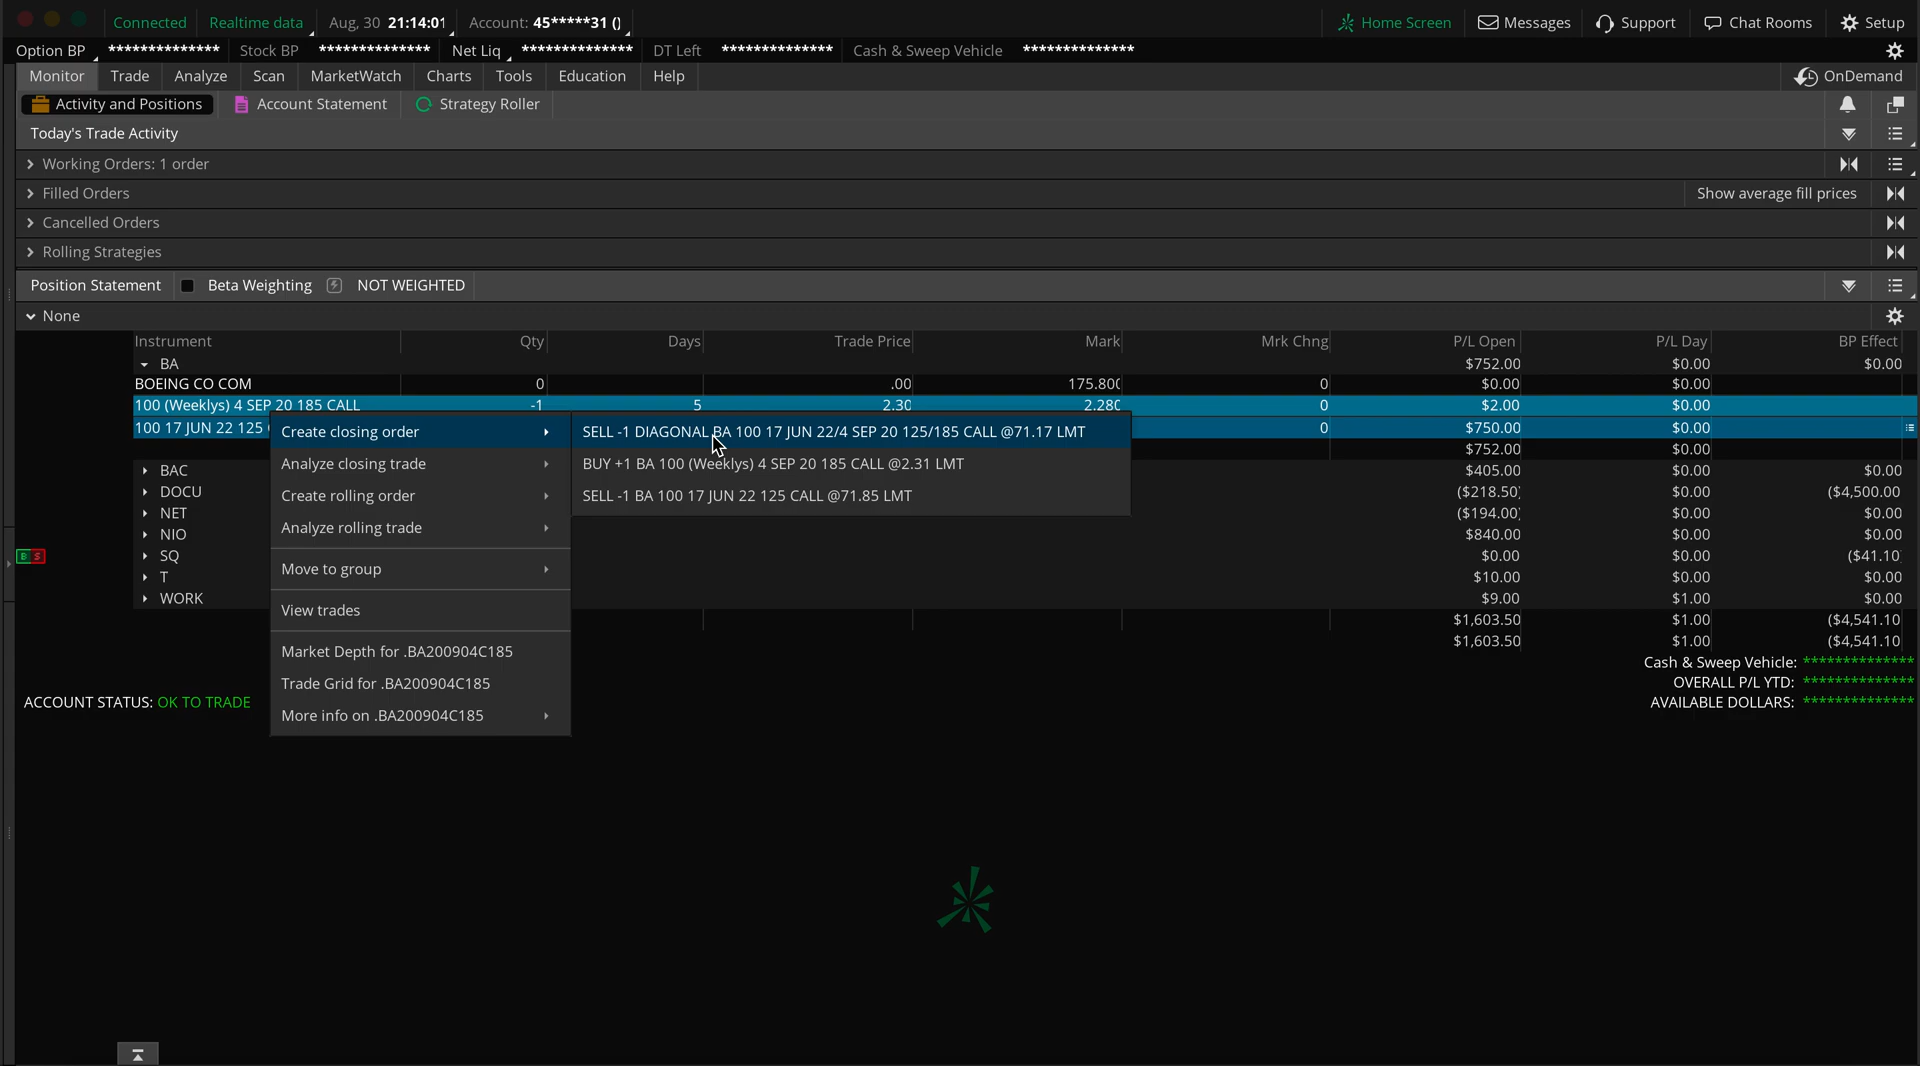 Connected Realtime data Aug, 30 21:14:01 Account: 45*****31 () Home Screen Messages Support Chat Rooms Setup
Option BP ************** Stock BP ************** Net Liq ************** DT Left ************** Cash & Sweep Vehicle **************
Monitor Trade Analyze Scan MarketWatch Charts Tools Education Help OnDemand
Activity and Positions Account Statement Strategy Roller
Today's Trade Activity
Working Orders: 1 order
Filled Orders Show average fill prices
Cancelled Orders
Rolling Strategies
Position Statement Beta Weighting NOT WEIGHTED
None
Instrument Qty Days Trade Price Mark Mrk Chng P/L Open P/L Day BP Effect
BA $752.00 $0.00 $0.00
BOEING CO COM 0 .00 175.800 0 $0.00 $0.00
100 (Weeklys) 4 SEP 20 185 CALL -1 5 2.30 2.280 0 $2.00 $0.00
100 17 JUN 22 125 0 $750.00 $0.00
$752.00 $0.00
BAC $405.00 $0.00 $0.00
DOCU ($218.50) $0.00 ($4,500.00
NET ($194.00) $0.00 $0.00
NIO $840.00 $0.00 $0.00
B S SQ $0.00 $0.00 ($41.10
T $10.00 $0.00 $0.00
WORK $9.00 $1.00 $0.00
$1,603.50 $1.00 ($4,541.10
$1,603.50 $1.00 ($4,541.10
Cash & Sweep Vehicle: **************
OVERALL P/L YTD: **************
ACCOUNT STATUS: OK TO TRADE AVAILABLE DOLLARS: **************
Create closing order
Analyze closing trade
Create rolling order
Analyze rolling trade
Move to group
View trades
Market Depth for .BA200904C185
Trade Grid for .BA200904C185
More info on .BA200904C185
SELL -1 DIAGONAL BA 100 17 JUN 22/4 SEP 20 125/185 CALL @71.17 LMT
BUY +1 BA 100 (Weeklys) 4 SEP 20 185 CALL @2.31 LMT
SELL -1 BA 100 17 JUN 22 125 CALL @71.85 LMT